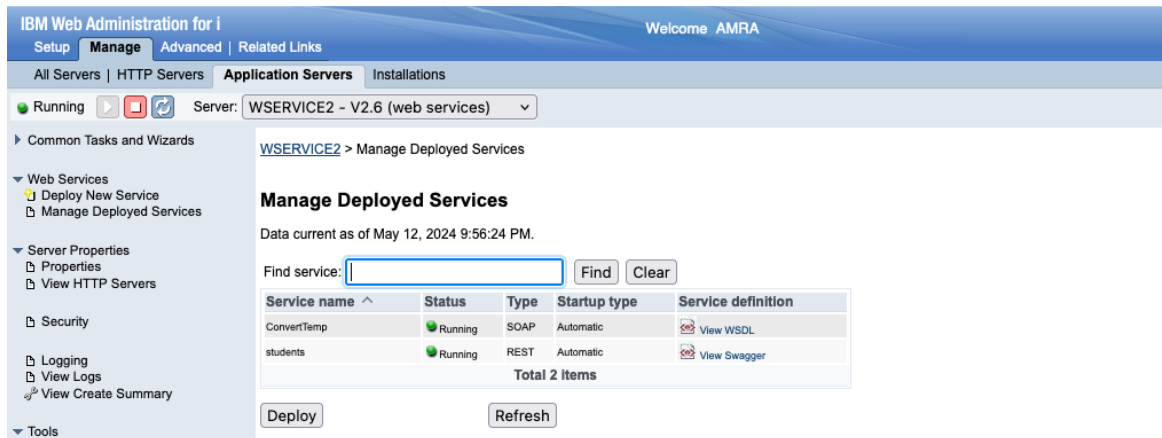 IBM Web Administration for i
Welcome AMRA
Setup Manage Advanced | Related Links
All Servers | HTTP Servers Application Servers Installations
Running Server: WSERVICE2 - V2.6 (web services)
Common Tasks and Wizards
Web Services
Deploy New Service
Manage Deployed Services
Server Properties
Properties
View HTTP Servers
Security
Logging
View Logs
View Create Summary
Tools
WSERVICE2 > Manage Deployed Services
Manage Deployed Services
Data current as of May 12, 2024 9:56:24 PM.
Find service: Find Clear
Service name Status Type Startup type Service definition
ConvertTemp Running SOAP Automatic View WSDL
students Running REST Automatic View Swagger
Total 2 items
Deploy Refresh